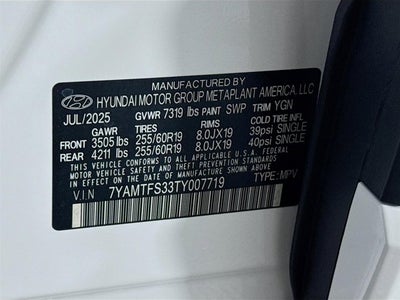 MANUFACTURED BY
HYUNDAI MOTOR GROUP METAPLANT AMERICA, LLC
JUL/2025 GVWR 7319 lbs PAINT SWP TRIM YGN
GAWR TIRES RIMS COLD TIRE INFL
FRONT 3505 lbs 255/60R19 8.0JX19 39psi SINGLE
REAR 4211 lbs 255/60R19 8.0JX19 40psi SINGLE
THIS VEHICLE CONFORMS TO ALL APPLICABLE U.S.A. FEDERAL
MOTOR VEHICLE SAFETY AND THEFT PREVENTION
STANDARDS IN EFFECT ON THE DATE OF
MANUFACTURE SHOWN ABOVE.
V.I.N 7YAMTFS33TY007719 TYPE:MPV